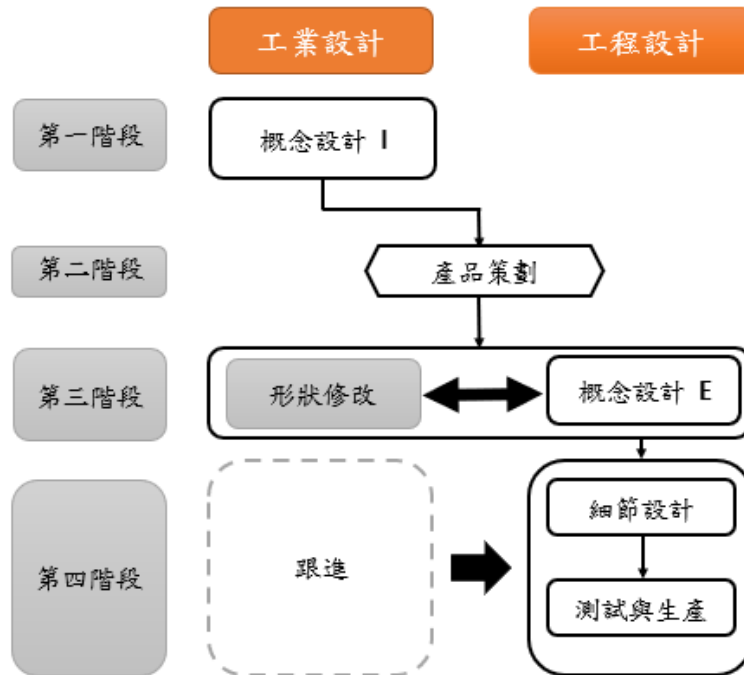 工業設計
工程設計
第一階段
概念設計 I
第二階段
產品策劃
第三階段
形狀修改
概念設計 E
第四階段
跟進
細節設計
測試與生產